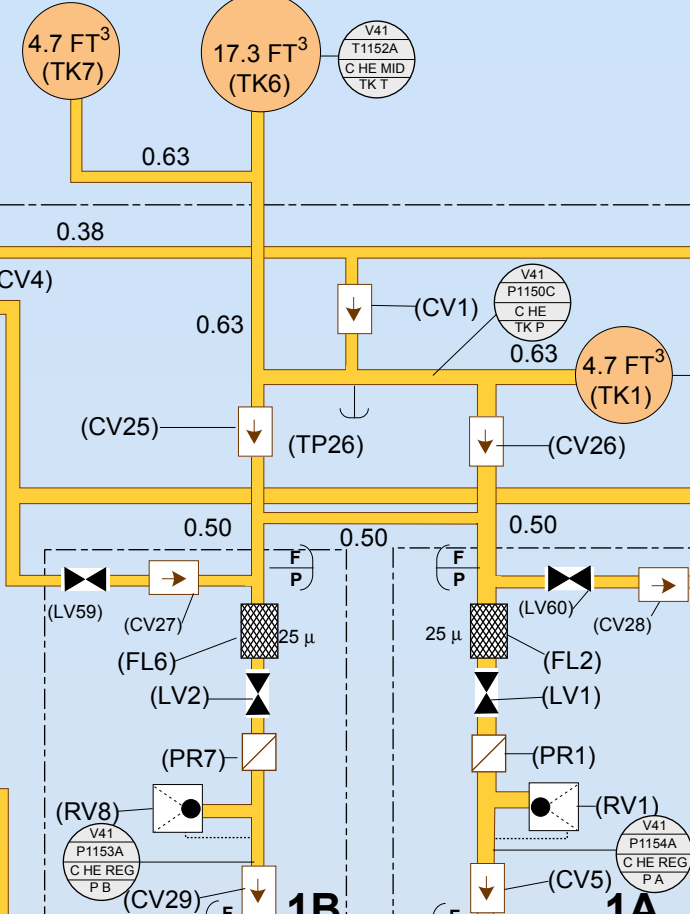 4.7 FT³
(TK7)
17.3 FT³
(TK6)
V41
T1152A
C HE MID
TK T
0.63
0.38
CV4)
(CV1)
V41
P1150C
C HE
TK P
0.63
0.63
4.7 FT³
(TK1)
(CV25)
(TP26)
(CV26)
0.50
0.50
0.50
F
P
F
P
(LV59)
(CV27)
(LV60)
(CV28)
25 μ
25 μ
(FL6)
(FL2)
(LV2)
(LV1)
(PR7)
(PR1)
(RV8)
(RV1)
V41
P1153A
C HE REG
P B
V41
P1154A
C HE REG
P A
(CV29)
(CV5)
F
1B
F
1A